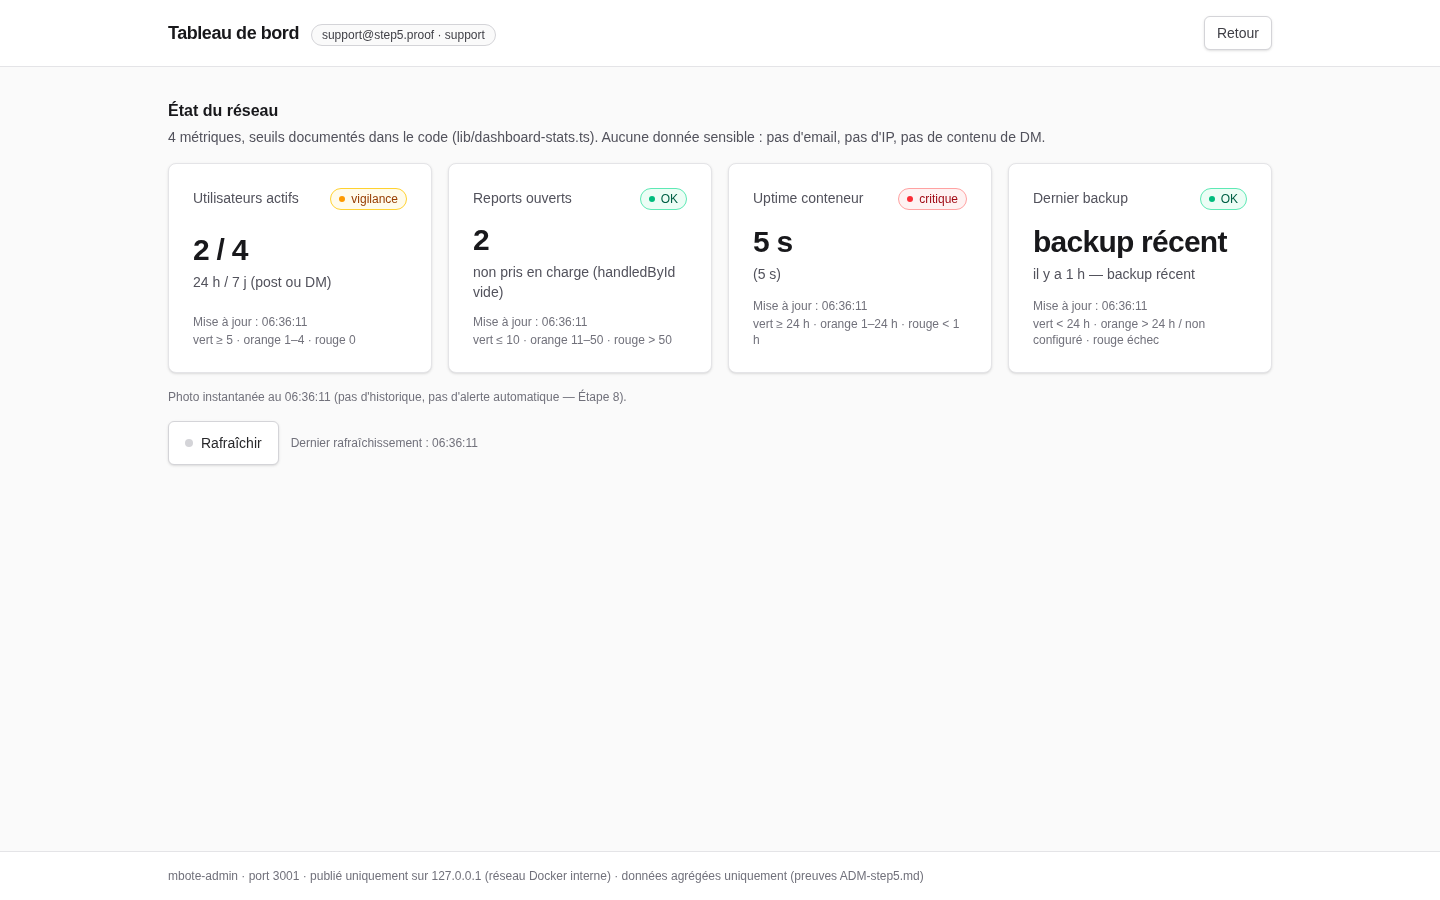 Tableau de bord
support@step5.proof · support
Retour
État du réseau
4 métriques, seuils documentés dans le code (lib/dashboard-stats.ts). Aucune donnée sensible : pas d'email, pas d'IP, pas de contenu de DM.
Utilisateurs actifs
vigilance
2 / 4
24 h / 7 j (post ou DM)
Mise à jour : 06:36:11
vert ≥ 5 · orange 1–4 · rouge 0
Reports ouverts
OK
2
non pris en charge (handledById
vide)
Mise à jour : 06:36:11
vert ≤ 10 · orange 11–50 · rouge > 50
Uptime conteneur
critique
5 s
(5 s)
Mise à jour : 06:36:11
vert ≥ 24 h · orange 1–24 h · rouge < 1
h
Dernier backup
OK
backup récent
il y a 1 h — backup récent
Mise à jour : 06:36:11
vert < 24 h · orange > 24 h / non
configuré · rouge échec
Photo instantanée au 06:36:11 (pas d'historique, pas d'alerte automatique — Étape 8).
Rafraîchir
Dernier rafraîchissement : 06:36:11
mbote-admin · port 3001 · publié uniquement sur 127.0.0.1 (réseau Docker interne) · données agrégées uniquement (preuves ADM-step5.md)